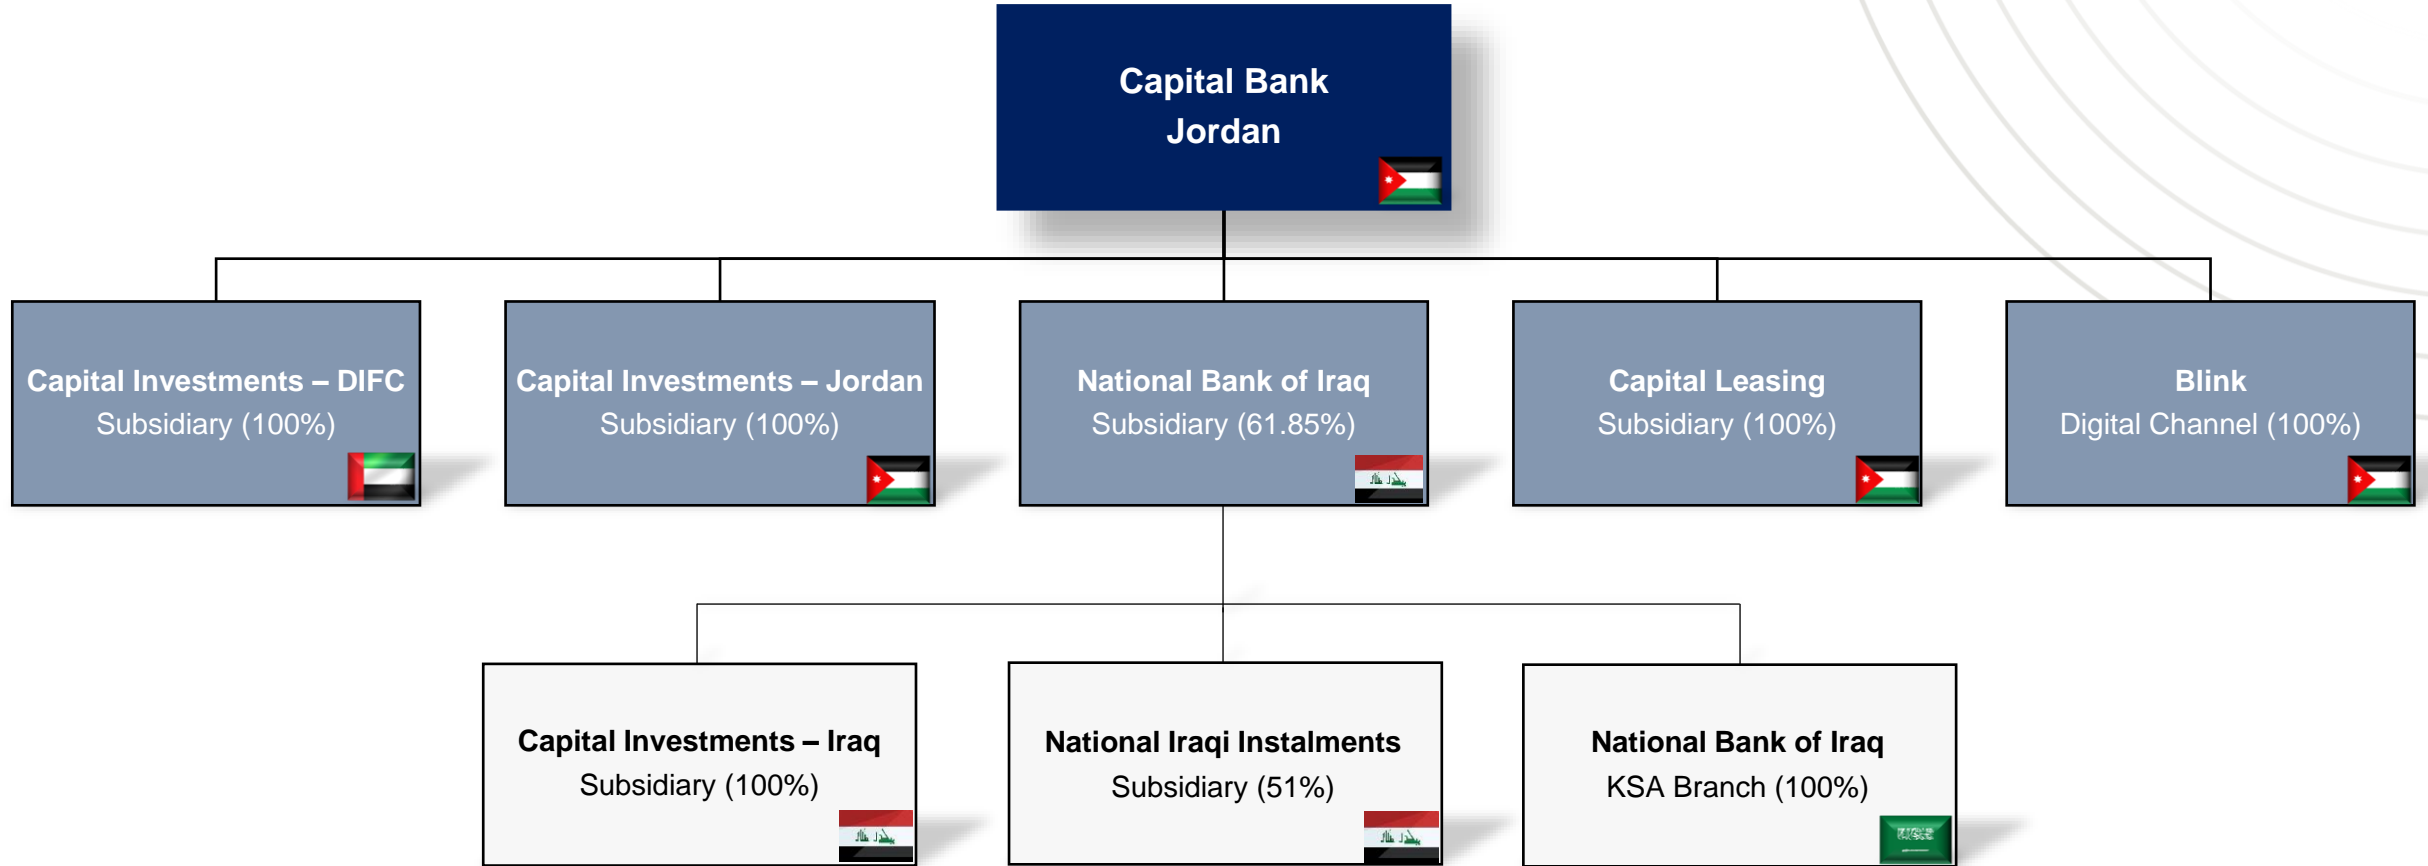 Capital Bank
Jordan
Capital Investments – DIFC
Subsidiary (100%)
Capital Investments – Jordan
Subsidiary (100%)
National Bank of Iraq
Subsidiary (61.85%)
Capital Leasing
Subsidiary (100%)
Blink
Digital Channel (100%)
Capital Investments – Iraq
Subsidiary (100%)
National Iraqi Instalments
Subsidiary (51%)
National Bank of Iraq
KSA Branch (100%)